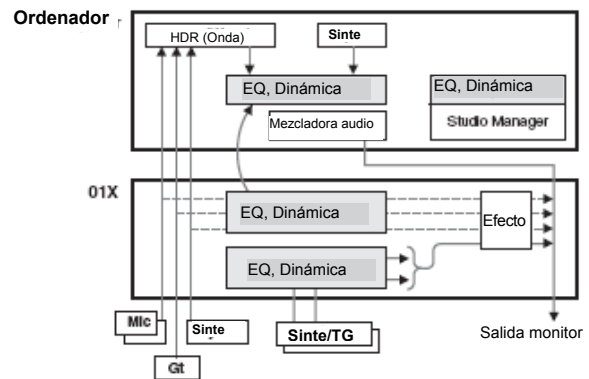 Ordenador
HDR (Onda)
Sinte
EQ, Dinámica
EQ, Dinámica
Mezcladora audio
Studio Manager
01X
EQ, Dinámica
Efecto
EQ, Dinámica
Mic
Sinte
Sinte/TG
Salida monitor
Gt